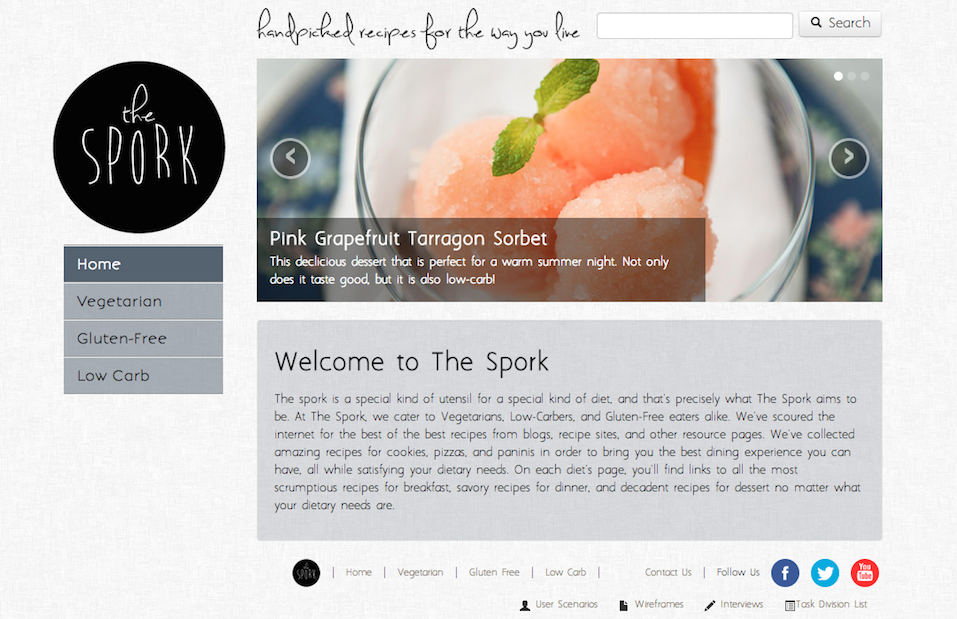 handpicked recipes for the way you live
Search
the
SPORK
Home
Vegetarian
Gluten-Free
Low Carb
Pink Grapefruit Tarragon Sorbet
This declicious dessert that is perfect for a warm summer night. Not only
does it taste good, but it is also low-carb!
Welcome to The Spork
The spork is a special kind of utensil for a special kind of diet, and that's precisely what The Spork aims to
be. At The Spork, we cater to Vegetarians, Low-Carbers, and Gluten-Free eaters alike. We've scoured the
internet for the best of the best recipes from blogs, recipe sites, and other resource pages. We've collected
amazing recipes for cookies, pizzas, and paninis in order to bring you the best dining experience you can
have, all while satisfying your dietary needs. On each diet's page, you'll find links to all the most
scrumptious recipes for breakfast, savory recipes for dinner, and decadent recipes for dessert no matter what
your dietary needs are.
the
SPORK
| Home | Vegetarian | Gluten Free | Low Carb | Contact Us | Follow Us f You Tube
User Scenarios Wireframes Interviews Task Division List